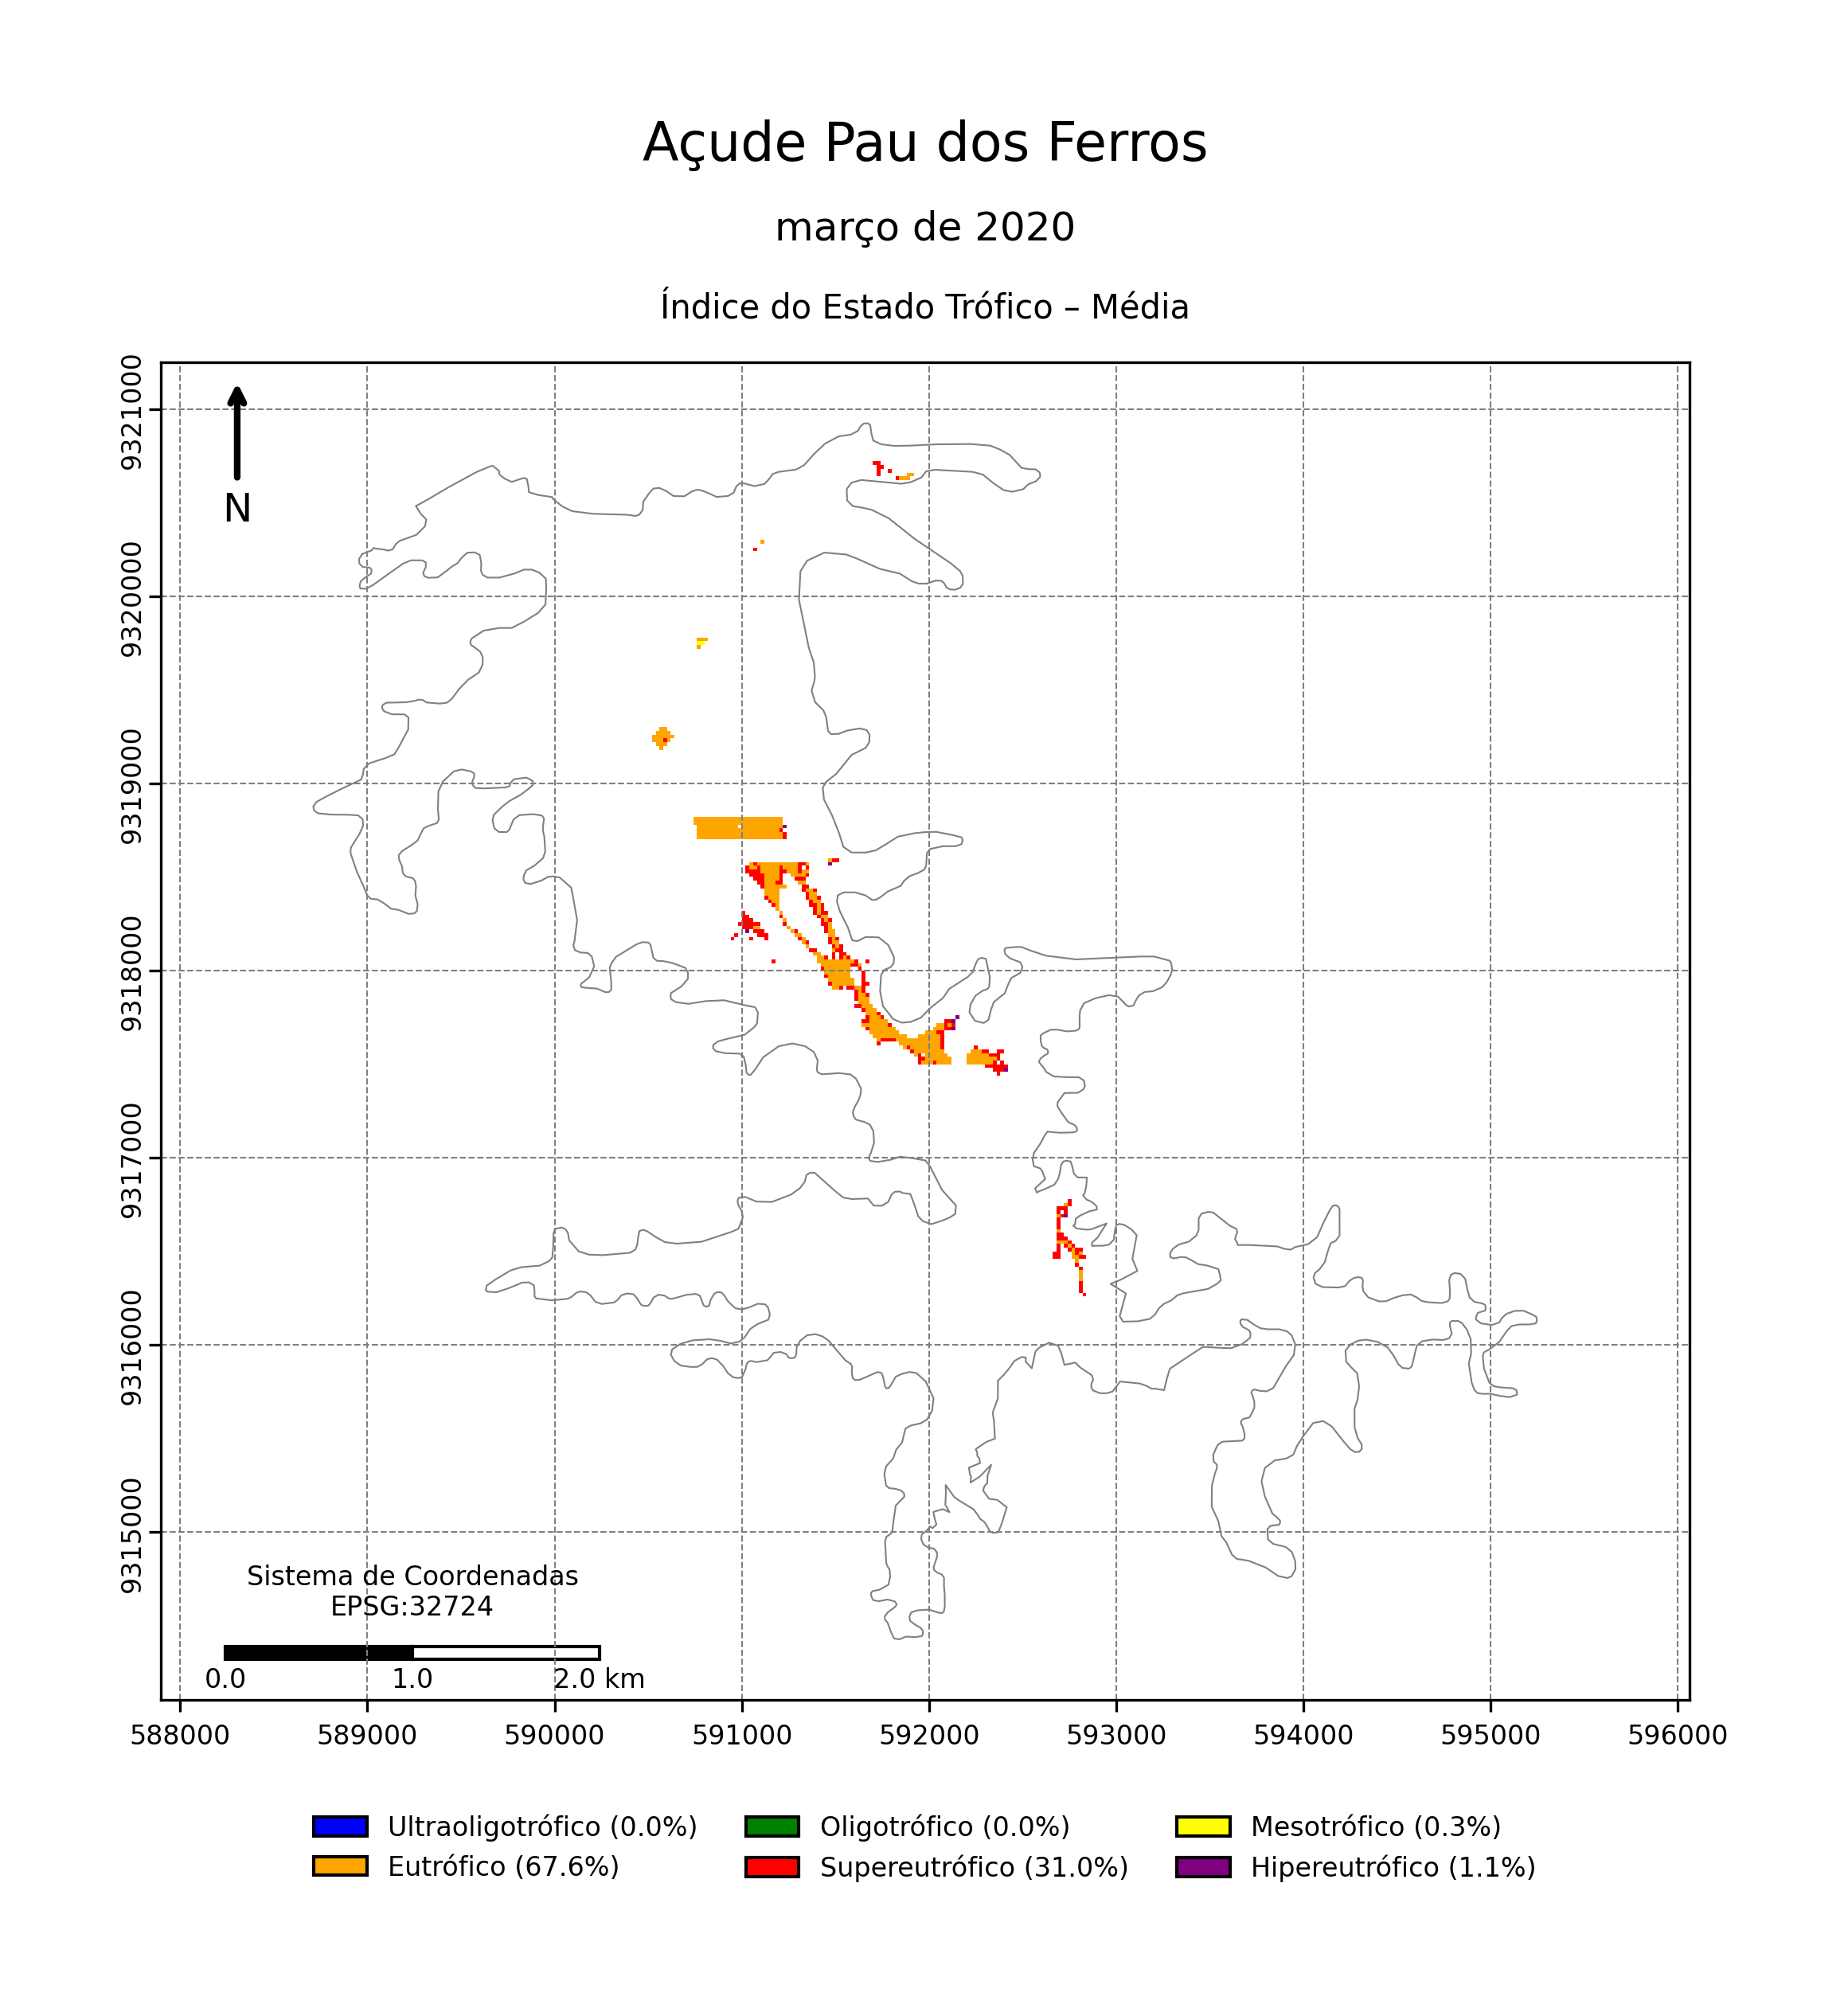 Açude Pau dos Ferros
março de 2020
Índice do Estado Trófico – Média
9321000
9320000
9319000
9318000
9317000
9316000
9315000
N
Sistema de Coordenadas
EPSG:32724
0.0 1.0 2.0 km
588000 589000 590000 591000 592000 593000 594000 595000 596000
Ultraoligotrófico (0.0%) Oligotrófico (0.0%) Mesotrófico (0.3%)
Eutrófico (67.6%) Supereutrófico (31.0%) Hipereutrófico (1.1%)